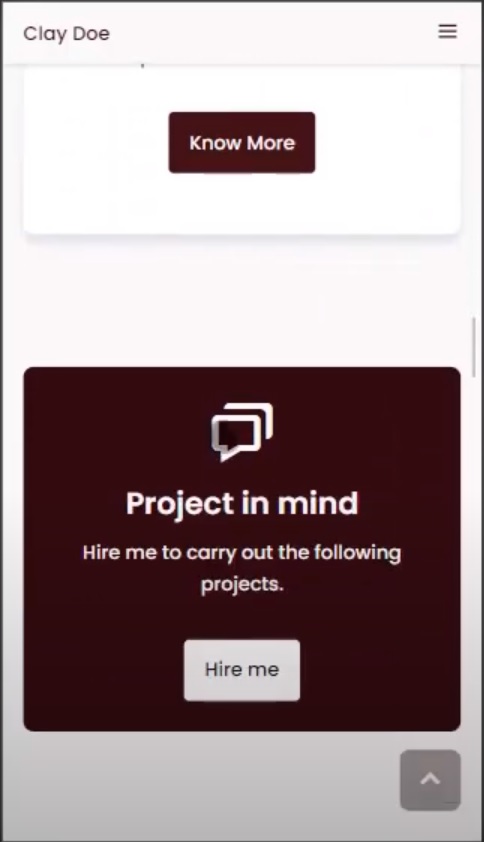 Clay Doe
Know More
Project in mind
Hire me to carry out the following
projects.
Hire me